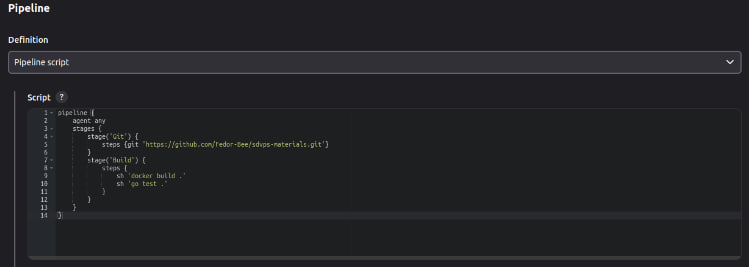 Pipeline
Definition
Pipeline script
Script ?
1 pipeline {
2 agent any
3 stages {
4 stage('Git') {
5 steps {git 'https://github.com/Fedor-Bee/sdvps-materials.git'}
6 }
7 stage('Build') {
8 steps {
9 sh 'docker build .'
10 sh 'go test .'
11 }
12 }
13 }
14 }